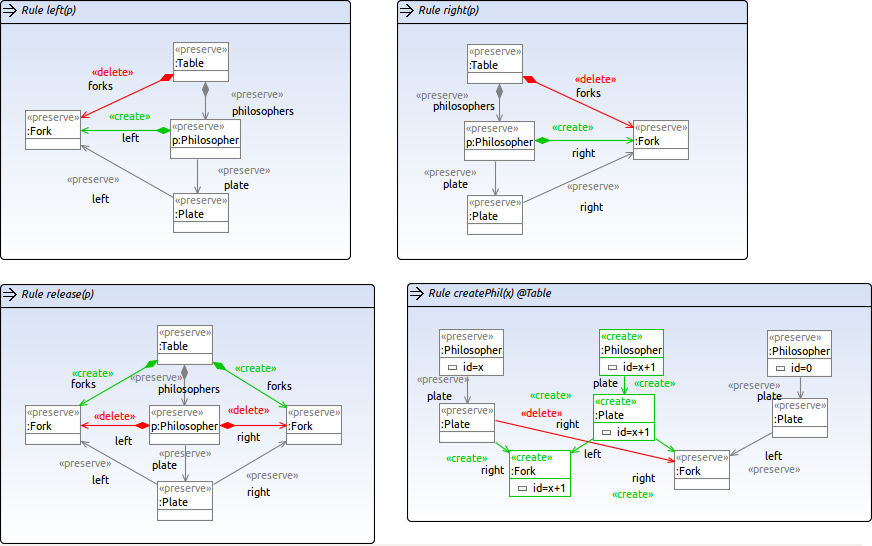 Rule left(p)
«preserve»
:Table
«delete»
forks
«preserve»
philosophers
«preserve»
:Fork
«create»
left
«preserve»
p:Philosopher
«preserve»
plate
«preserve»
left
«preserve»
:Plate
Rule right(p)
«preserve»
:Table
«delete»
forks
«preserve»
philosophers
«preserve»
p:Philosopher
«create»
right
«preserve»
:Fork
«preserve»
plate
«preserve»
right
«preserve»
:Plate
Rule release(p)
«preserve»
:Table
«create»
forks
«preserve»
philosophers
«create»
forks
«preserve»
:Fork
«delete»
left
«preserve»
p:Philosopher
«delete»
right
«preserve»
:Fork
«preserve»
plate
«preserve»
left
«preserve»
right
«preserve»
:Plate
Rule createPhil(x) @Table
«preserve»
:Philosopher
id=x
«create»
:Philosopher
id=x+1
«preserve»
:Philosopher
id=0
«preserve»
plate
plate
«create»
«preserve»
plate
«preserve»
:Plate
«create»
«delete»
right
«create»
:Plate
id=x+1
«preserve»
:Plate
«create»
right
«create»
:Fork
id=x+1
left
«preserve»
:Fork
right
«create»
left
«preserve»